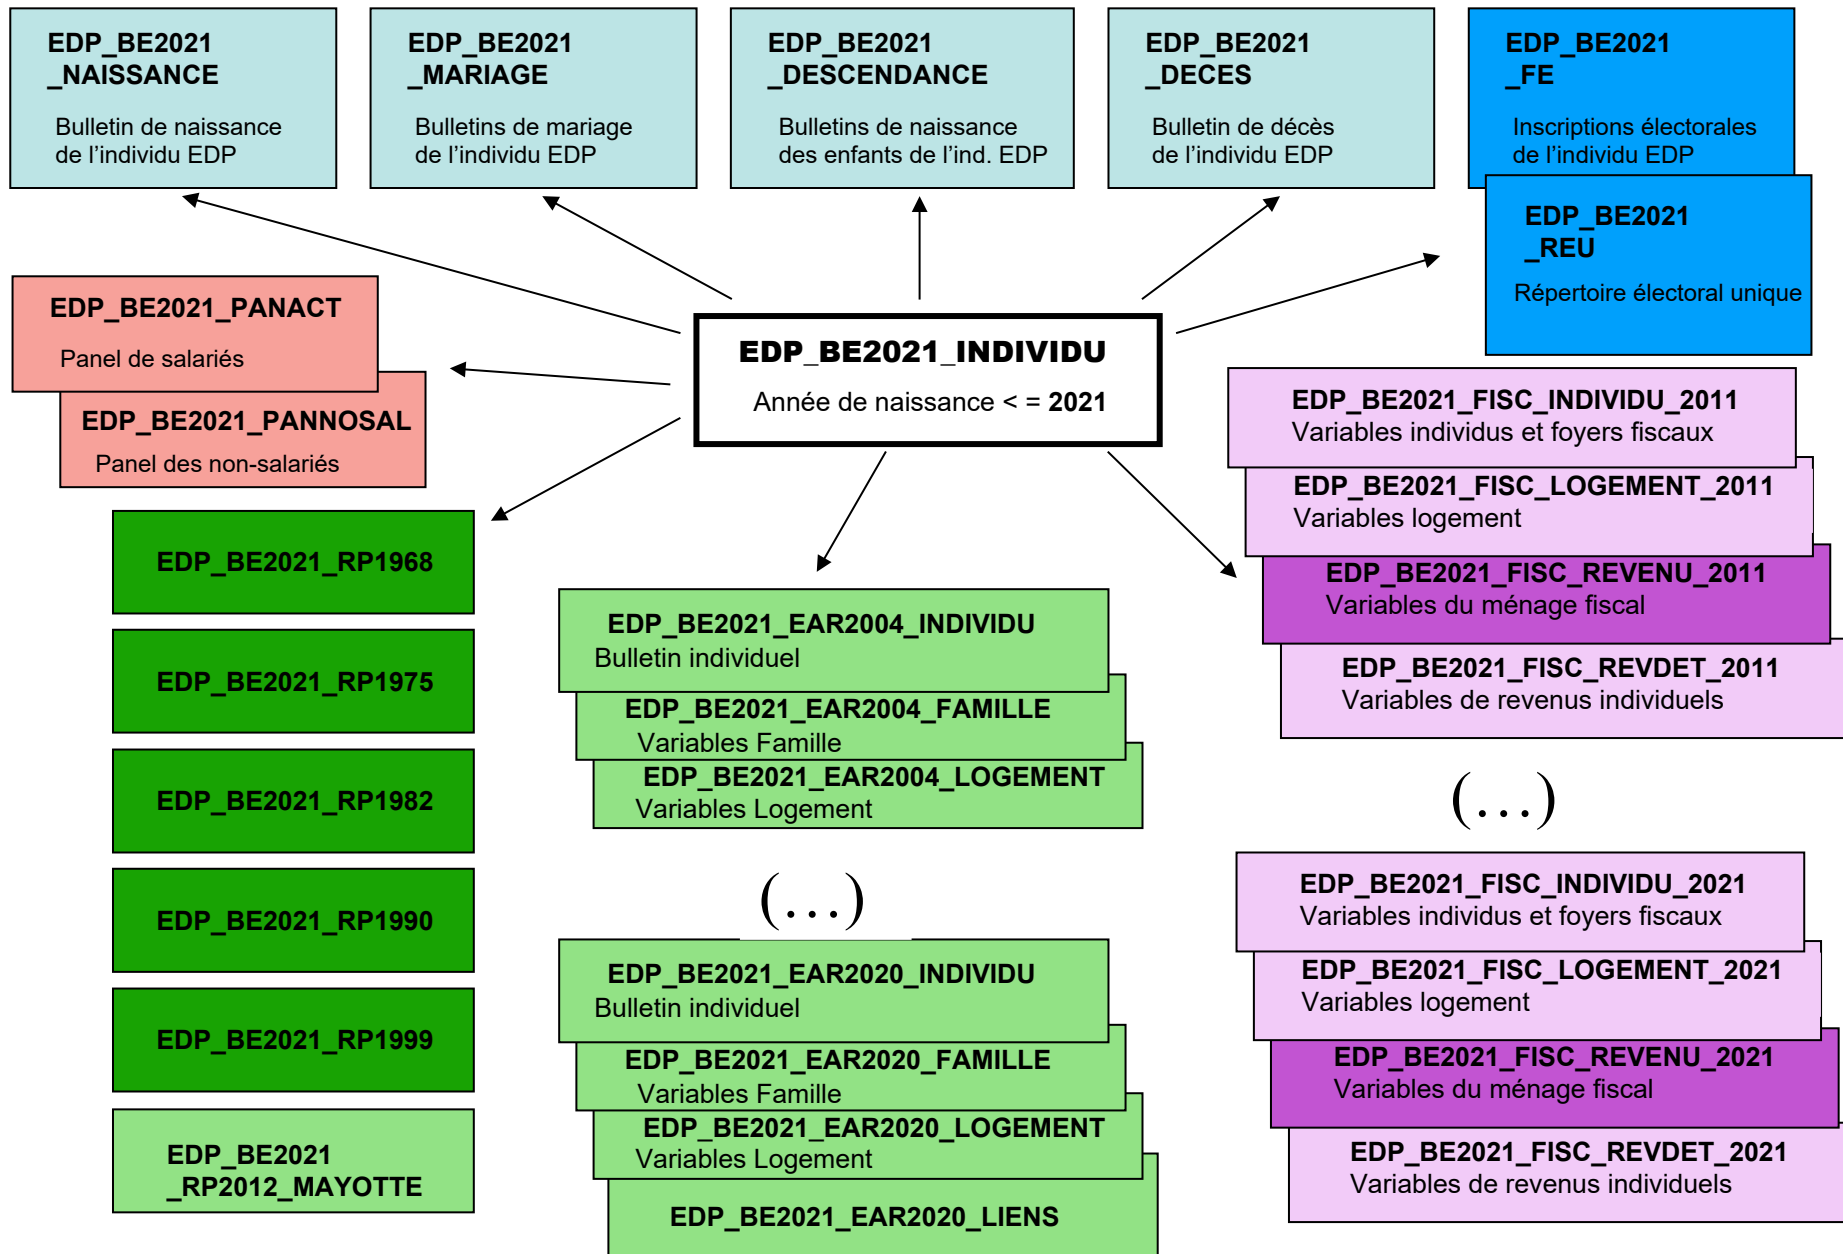 EDP_BE2021
_NAISSANCE
Bulletin de naissance
de l'individu EDP
EDP_BE2021
_MARIAGE
Bulletins de mariage
de l'individu EDP
EDP_BE2021
_DESCENDANCE
Bulletins de naissance
des enfants de l'ind. EDP
EDP_BE2021
_DECES
Bulletin de décès
de l'individu EDP
EDP_BE2021
_FE
Inscriptions électorales
de l'individu EDP
EDP_BE2021
_REU
Répertoire électoral unique
EDP_BE2021_PANACT
Panel de salariés
EDP_BE2021_PANNOSAL
Panel des non-salariés
EDP_BE2021_INDIVIDU
Année de naissance < = 2021
EDP_BE2021_RP1968
EDP_BE2021_RP1975
EDP_BE2021_RP1982
EDP_BE2021_RP1990
EDP_BE2021_RP1999
EDP_BE2021
_RP2012_MAYOTTE
EDP_BE2021_EAR2004_INDIVIDU
Bulletin individuel
EDP_BE2021_EAR2004_FAMILLE
Variables Famille
EDP_BE2021_EAR2004_LOGEMENT
Variables Logement
(...)
EDP_BE2021_EAR2020_INDIVIDU
Bulletin individuel
EDP_BE2021_EAR2020_FAMILLE
Variables Famille
EDP_BE2021_EAR2020_LOGEMENT
Variables Logement
EDP_BE2021_EAR2020_LIENS
EDP_BE2021_FISC_INDIVIDU_2011
Variables individus et foyers fiscaux
EDP_BE2021_FISC_LOGEMENT_2011
Variables logement
EDP_BE2021_FISC_REVENU_2011
Variables du ménage fiscal
EDP_BE2021_FISC_REVDET_2011
Variables de revenus individuels
(...)
EDP_BE2021_FISC_INDIVIDU_2021
Variables individus et foyers fiscaux
EDP_BE2021_FISC_LOGEMENT_2021
Variables logement
EDP_BE2021_FISC_REVENU_2021
Variables du ménage fiscal
EDP_BE2021_FISC_REVDET_2021
Variables de revenus individuels